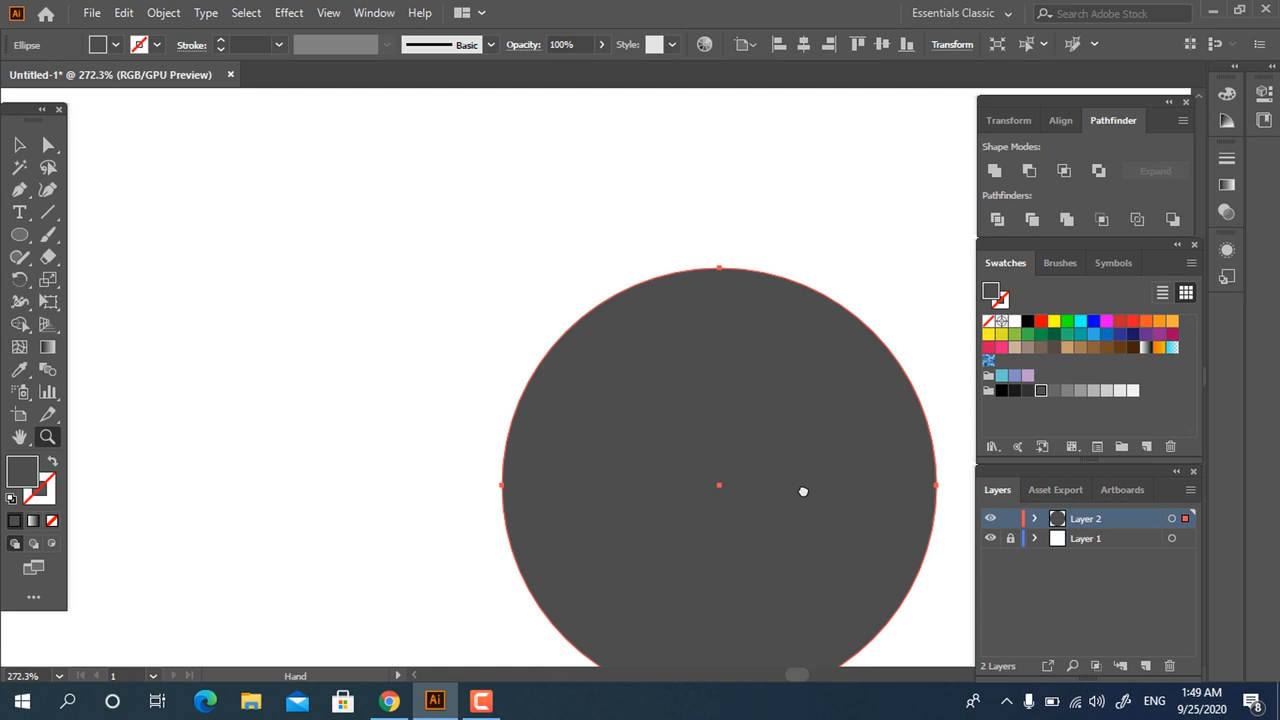 Ai File Edit Object Type Select Effect View Window Help Essentials Classic Search Adobe Stock
Ellipse Stroke: Basic Opacity: 100% Style: Transform
Untitled-1* @ 272.3% (RGB/GPU Preview)
Transform Align Pathfinder
Shape Modes:
Expand
Pathfinders:
Swatches Brushes Symbols
Layers Asset Export Artboards
Layer 2
Layer 1
2 Layers
272.3% 1 Hand
Ai ENG 1:49 AM
9/25/2020 8